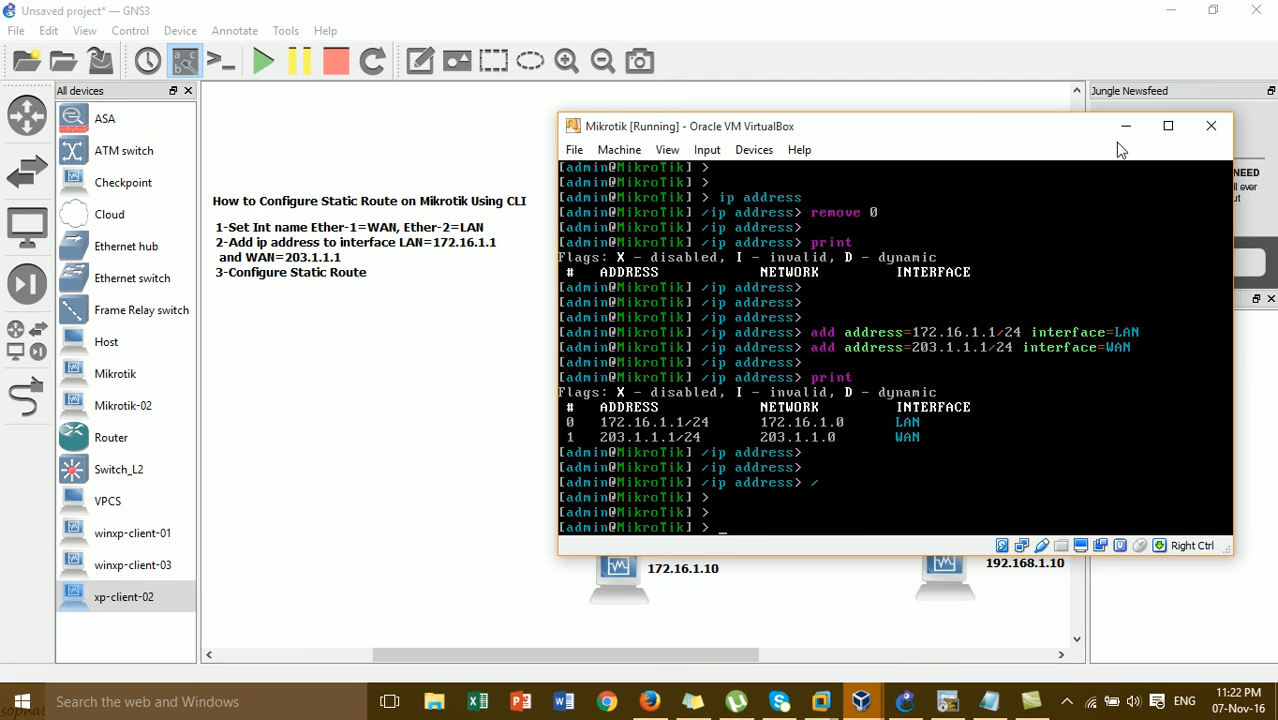 Unsaved project* — GNS3
File Edit View Control Device Annotate Tools Help
All devices
ASA
ATM switch
Checkpoint
Cloud
Ethernet hub
Ethernet switch
Frame Relay switch
Host
Mikrotik
Mikrotik-02
Router
Switch_L2
VPCS
winxp-client-01
winxp-client-03
xp-client-02
How to Configure Static Route on Mikrotik Using CLI
1-Set Int name Ether-1=WAN, Ether-2=LAN
2-Add ip address to interface LAN=172.16.1.1
and WAN=203.1.1.1
3-Configure Static Route
172.16.1.10
192.168.1.10
Jungle Newsfeed
NEED
ll ever
ut
Mikrotik [Running] - Oracle VM VirtualBox
File Machine View Input Devices Help
[admin@MikroTik] >
[admin@MikroTik] >
[admin@MikroTik] > ip address
[admin@MikroTik] /ip address> remove 0
[admin@MikroTik] /ip address>
[admin@MikroTik] /ip address> print
Flags: X - disabled, I - invalid, D - dynamic
# ADDRESS NETWORK INTERFACE
[admin@MikroTik] /ip address>
[admin@MikroTik] /ip address>
[admin@MikroTik] /ip address>
[admin@MikroTik] /ip address> add address=172.16.1.1/24 interface=LAN
[admin@MikroTik] /ip address> add address=203.1.1.1/24 interface=WAN
[admin@MikroTik] /ip address>
[admin@MikroTik] /ip address> print
Flags: X - disabled, I - invalid, D - dynamic
# ADDRESS NETWORK INTERFACE
0 172.16.1.1/24 172.16.1.0 LAN
1 203.1.1.1/24 203.1.1.0 WAN
[admin@MikroTik] /ip address>
[admin@MikroTik] /ip address>
[admin@MikroTik] /ip address> /
[admin@MikroTik] >
[admin@MikroTik] >
[admin@MikroTik] > _
Right Ctrl
Search the web and Windows
ENG
11:22 PM
07-Nov-16